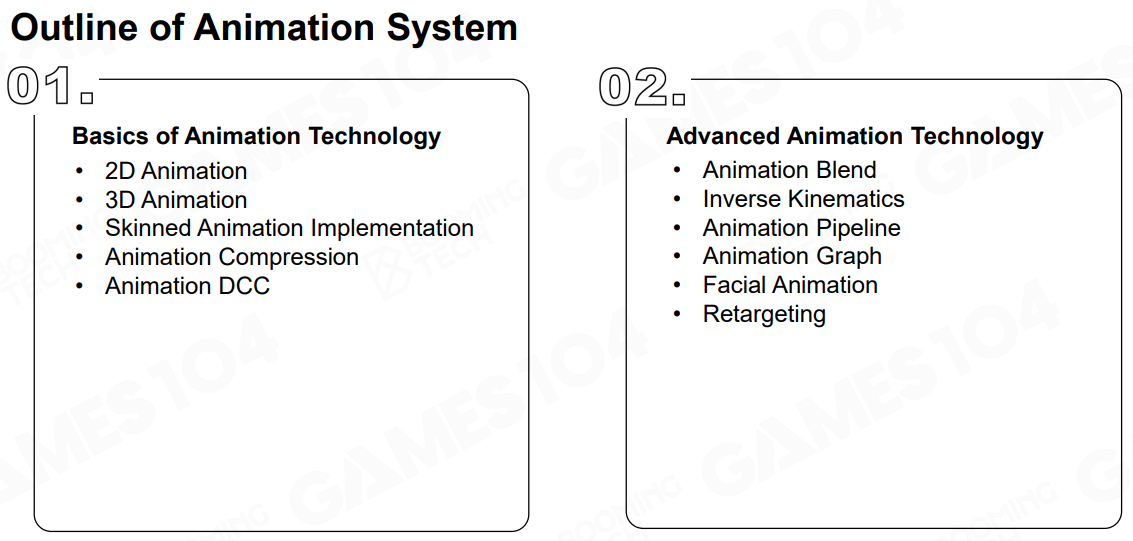 Outline of Animation System
01.
Basics of Animation Technology
• 2D Animation
• 3D Animation
• Skinned Animation Implementation
• Animation Compression
• Animation DCC
02.
Advanced Animation Technology
• Animation Blend
• Inverse Kinematics
• Animation Pipeline
• Animation Graph
• Facial Animation
• Retargeting
GAMES104
BOOMING
TECH